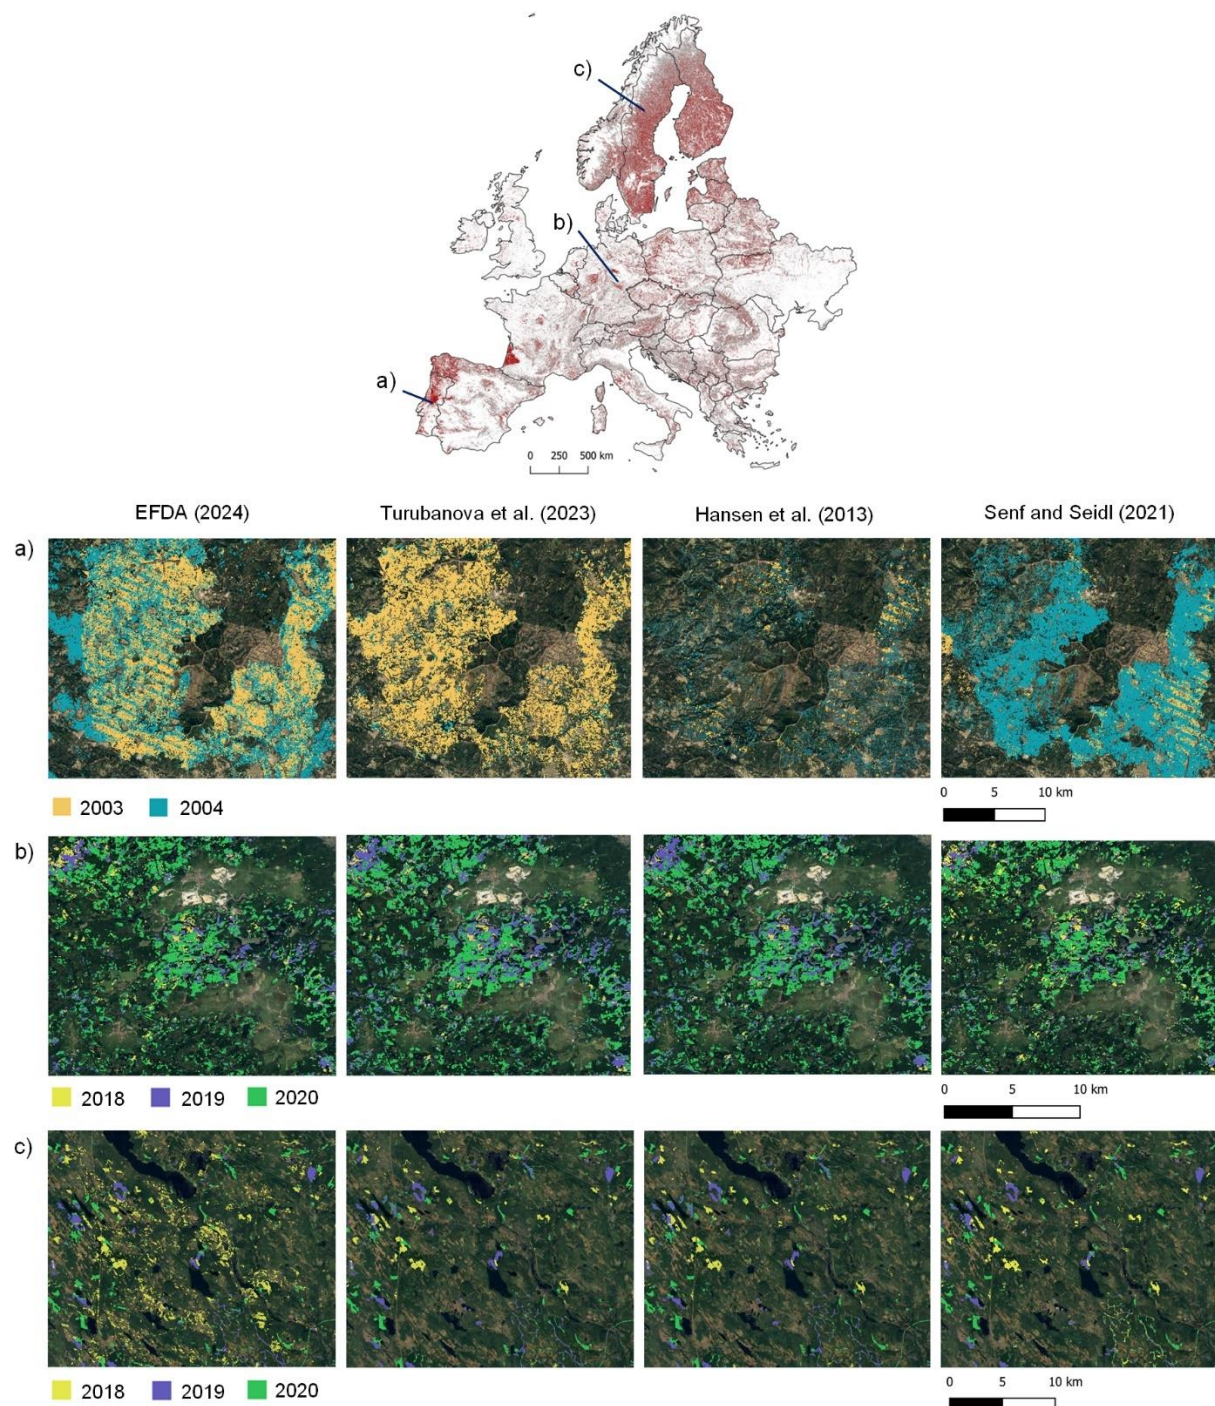 c)
b)
a)
0 250 500 km
EFDA (2024) Turubanova et al. (2023) Hansen et al. (2013) Senf and Seidl (2021)
a)
0 5 10 km
2003 2004
b)
2018 2019 2020
0 5 10 km
c)
2018 2019 2020
0 5 10 km